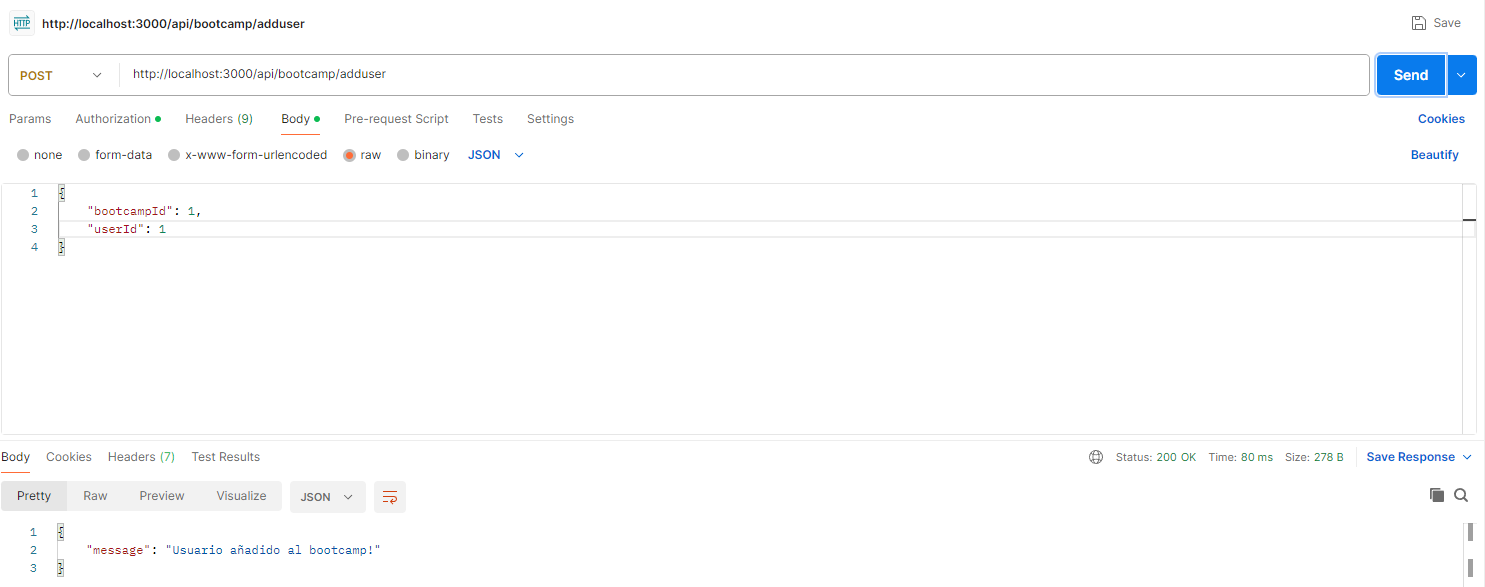 HTTP http://localhost:3000/api/bootcamp/adduser Save
POST http://localhost:3000/api/bootcamp/adduser Send
Params Authorization Headers (9) Body Pre-request Script Tests Settings Cookies
none form-data x-www-form-urlencoded raw binary JSON Beautify
1 {
2 "bootcampId": 1,
3 "userId": 1
4 }
Body Cookies Headers (7) Test Results Status: 200 OK Time: 80 ms Size: 278 B Save Response
Pretty Raw Preview Visualize JSON
1 {
2 "message": "Usuario añadido al bootcamp!"
3 }